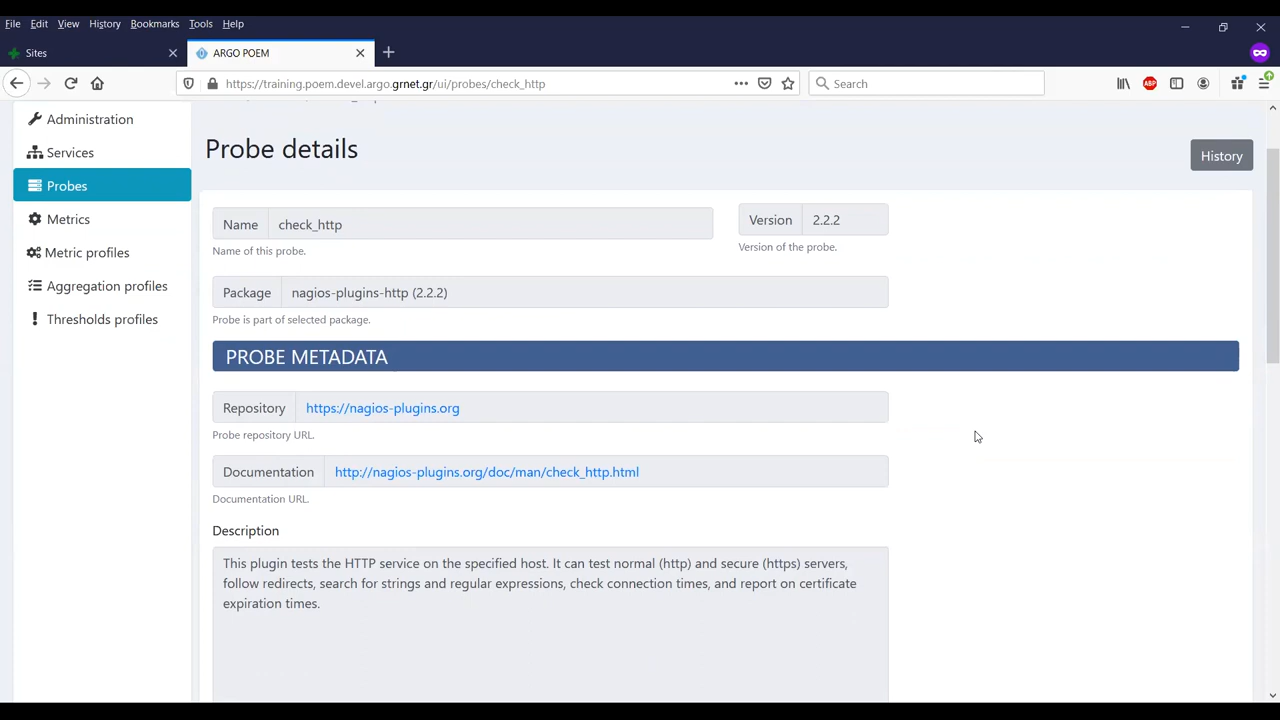 File Edit View History Bookmarks Tools Help
Sites
ARGO POEM
https://training.poem.devel.argo.grnet.gr/ui/probes/check_http
Search
ABP
Administration
Services
Probes
Metrics
Metric profiles
Aggregation profiles
Thresholds profiles
Probe details
History
Name check_http
Name of this probe.
Version 2.2.2
Version of the probe.
Package nagios-plugins-http (2.2.2)
Probe is part of selected package.
PROBE METADATA
Repository https://nagios-plugins.org
Probe repository URL.
Documentation http://nagios-plugins.org/doc/man/check_http.html
Documentation URL.
Description
This plugin tests the HTTP service on the specified host. It can test normal (http) and secure (https) servers,
follow redirects, search for strings and regular expressions, check connection times, and report on certificate
expiration times.